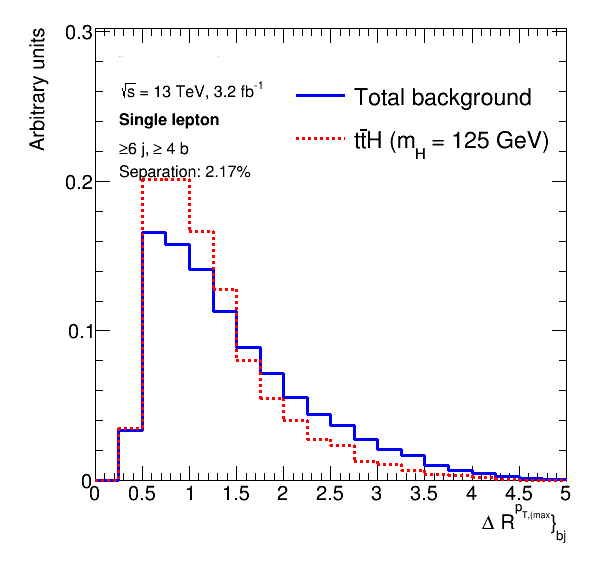 Arbitrary units
0.3
0.2
0.1
0
√s = 13 TeV, 3.2 fb⁻¹
Single lepton
≥6 j, ≥ 4 b
Separation: 2.17%
Total background
tt̄H (m_H = 125 GeV)
0 0.5 1 1.5 2 2.5 3 3.5 4 4.5 5
Δ R^{p_{T,(max}}_{bj}